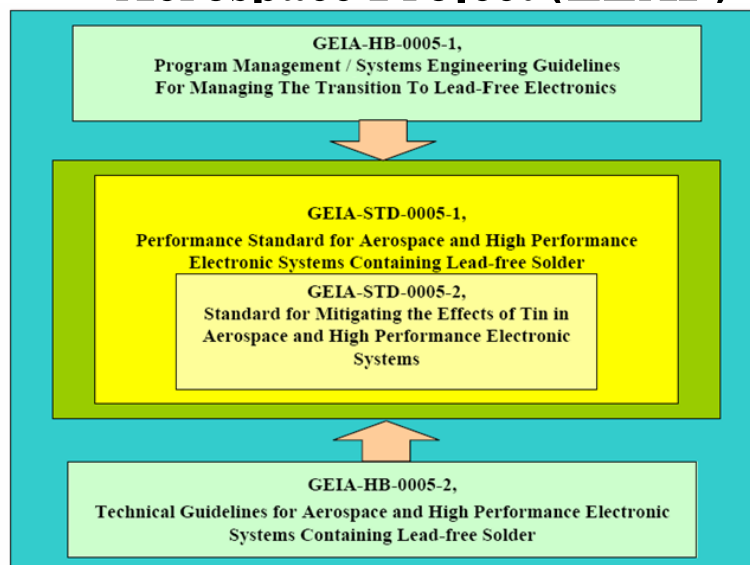 GEIA-HB-0005-1,
Program Management / Systems Engineering Guidelines
For Managing The Transition To Lead-Free Electronics
GEIA-STD-0005-1,
Performance Standard for Aerospace and High Performance
Electronic Systems Containing Lead-free Solder
GEIA-STD-0005-2,
Standard for Mitigating the Effects of Tin in
Aerospace and High Performance Electronic
Systems
GEIA-HB-0005-2,
Technical Guidelines for Aerospace and High Performance Electronic
Systems Containing Lead-free Solder